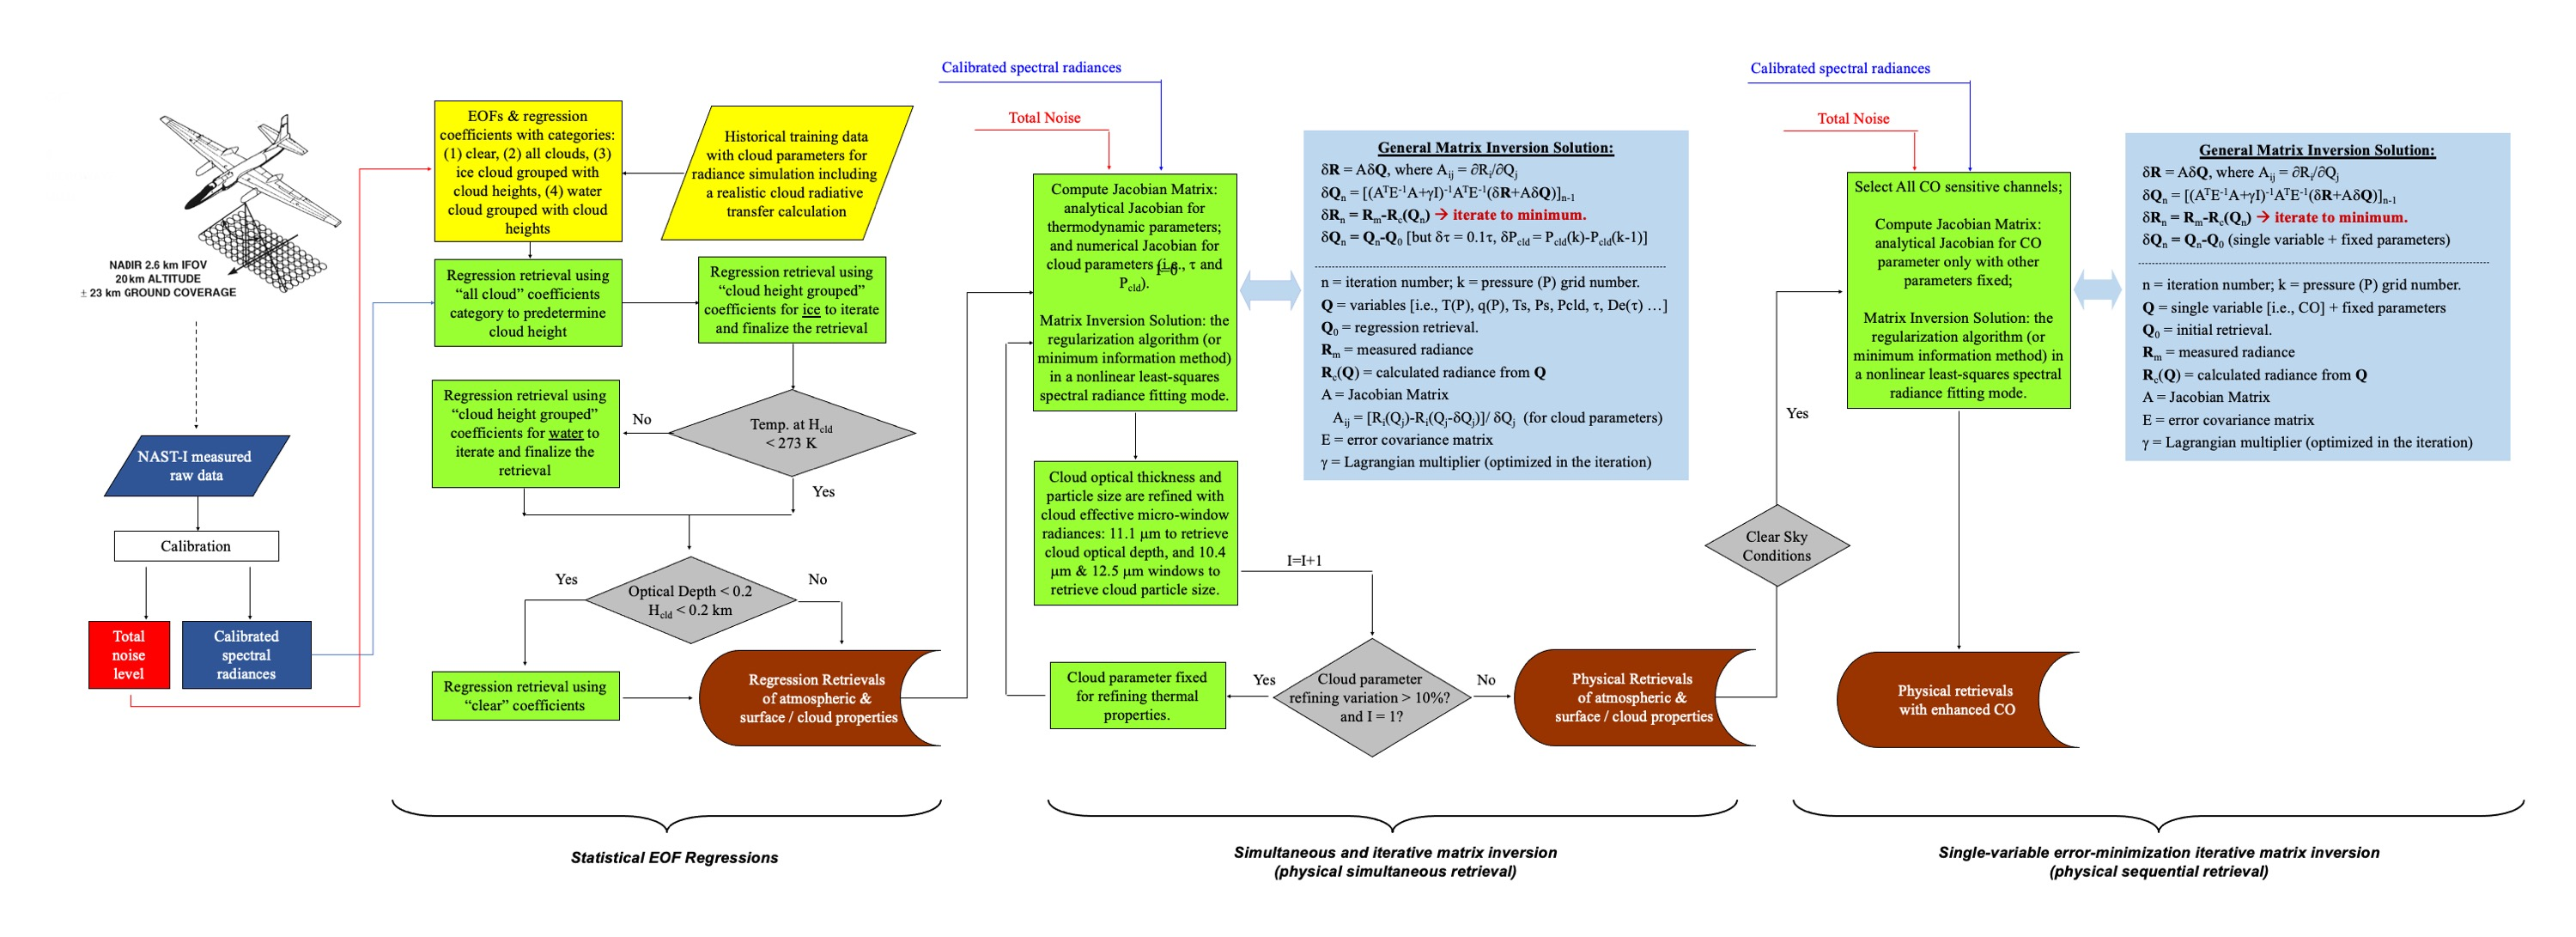 NADIR 2.6 km IFOV
20 km ALTITUDE
± 23 km GROUND COVERAGE
NAST-I measured
raw data
Calibration
Total
noise
level
Calibrated
spectral
radiances
EOFs & regression
coefficients with categories:
(1) clear, (2) all clouds, (3)
ice cloud grouped with
cloud heights, (4) water
cloud grouped with cloud
heights
Historical training data
with cloud parameters for
radiance simulation including
a realistic cloud radiative
transfer calculation
Regression retrieval using
“all cloud” coefficients
category to predetermine
cloud height
Regression retrieval using
“cloud height grouped”
coefficients for ice to iterate
and finalize the retrieval
Regression retrieval using
“cloud height grouped”
coefficients for water to
iterate and finalize the
retrieval
No
Temp. at Hcld
< 273 K
Yes
Yes
Optical Depth < 0.2
Hcld < 0.2 km
No
Regression retrieval using
“clear” coefficients
Regression Retrievals
of atmospheric &
surface / cloud properties
Statistical EOF Regressions
Calibrated spectral radiances
Total Noise
Compute Jacobian Matrix:
analytical Jacobian for
thermodynamic parameters;
and numerical Jacobian for
cloud parameters (i.e., τ and
Pcld).
I=0
Matrix Inversion Solution: the
regularization algorithm (or
minimum information method)
in a nonlinear least-squares
spectral radiance fitting mode.
General Matrix Inversion Solution:
δR = AδQ, where Aij = ∂Ri/∂Qj
δQn = [(AᵀE⁻¹A+γI)⁻¹AᵀE⁻¹(δR+AδQ)]n-1
δRn = Rm-Rc(Qn) → iterate to minimum.
δQn = Qn-Q0 [but δτ = 0.1τ, δPcld = Pcld(k)-Pcld(k-1)]
n = iteration number; k = pressure (P) grid number.
Q = variables [i.e., T(P), q(P), Ts, Ps, Pcld, τ, De(τ) …]
Q0 = regression retrieval.
Rm = measured radiance
Rc(Q) = calculated radiance from Q
A = Jacobian Matrix
Aij = [Ri(Qj)-Ri(Qj-δQj)]/ δQj (for cloud parameters)
E = error covariance matrix
γ = Lagrangian multiplier (optimized in the iteration)
Cloud optical thickness and
particle size are refined with
cloud effective micro-window
radiances: 11.1 μm to retrieve
cloud optical depth, and 10.4
μm & 12.5 μm windows to
retrieve cloud particle size.
I=I+1
Cloud parameter fixed
for refining thermal
properties.
Yes
Cloud parameter
refining variation > 10%?
and I = 1?
No
Physical Retrievals
of atmospheric &
surface / cloud properties
Simultaneous and iterative matrix inversion
(physical simultaneous retrieval)
Calibrated spectral radiances
Total Noise
Yes
Clear Sky
Conditions
Select All CO sensitive channels;
Compute Jacobian Matrix:
analytical Jacobian for CO
parameter only with other
parameters fixed;
Matrix Inversion Solution: the
regularization algorithm (or
minimum information method) in
a nonlinear least-squares spectral
radiance fitting mode.
General Matrix Inversion Solution:
δR = AδQ, where Aij = ∂Ri/∂Qj
δQn = [(AᵀE⁻¹A+γI)⁻¹AᵀE⁻¹(δR+AδQ)]n-1
δRn = Rm-Rc(Qn) → iterate to minimum.
δQn = Qn-Q0 (single variable + fixed parameters)
n = iteration number; k = pressure (P) grid number.
Q = single variable [i.e., CO] + fixed parameters
Q0 = initial retrieval.
Rm = measured radiance
Rc(Q) = calculated radiance from Q
A = Jacobian Matrix
E = error covariance matrix
γ = Lagrangian multiplier (optimized in the iteration)
Physical retrievals
with enhanced CO
Single-variable error-minimization iterative matrix inversion
(physical sequential retrieval)